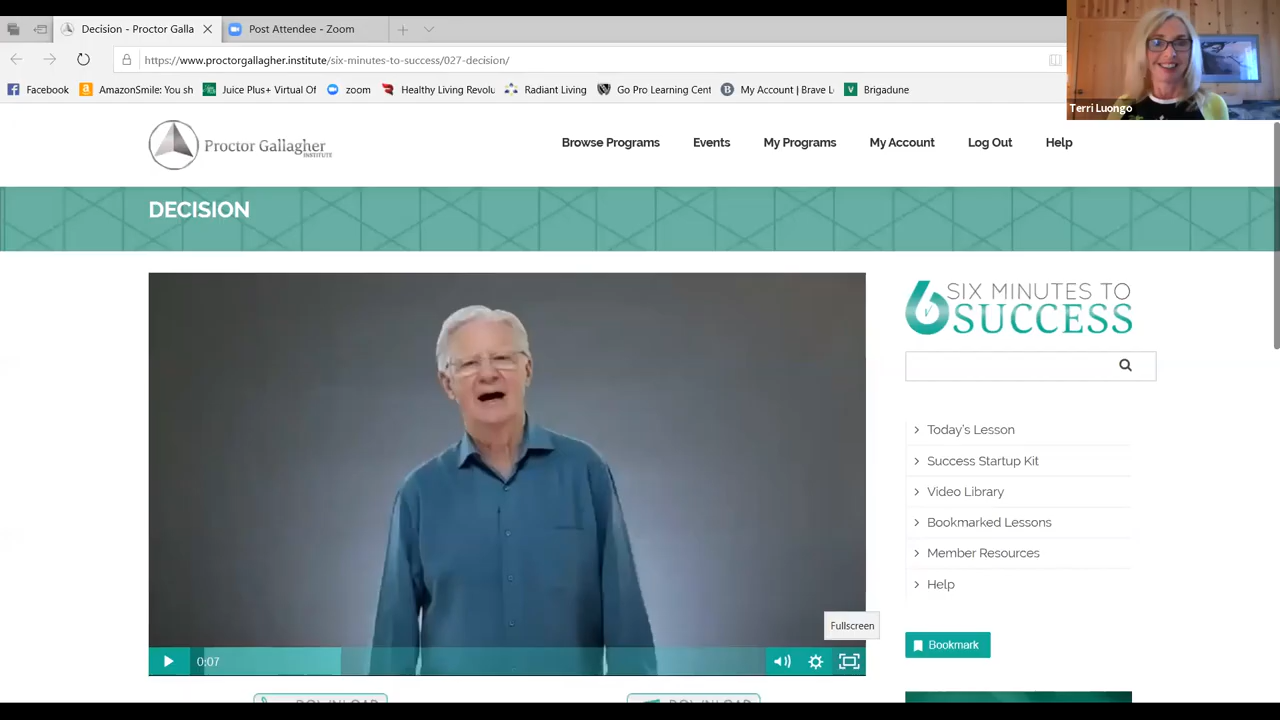 Decision - Proctor Galla
Post Attendee - Zoom
https://www.proctorgallagher.institute/six-minutes-to-success/027-decision/
Facebook
AmazonSmile: You sh
Juice Plus+ Virtual Of
zoom
Healthy Living Revolu
Radiant Living
Go Pro Learning Cent
My Account | Brave L
Brigadune
Terri Luongo
Proctor Gallagher
INSTITUTE
Browse Programs
Events
My Programs
My Account
Log Out
Help
DECISION
6 SIX MINUTES TO
SUCCESS
Today's Lesson
Success Startup Kit
Video Library
Bookmarked Lessons
Member Resources
Help
Fullscreen
Bookmark
0:07
DOWNLOAD
DOWNLOAD